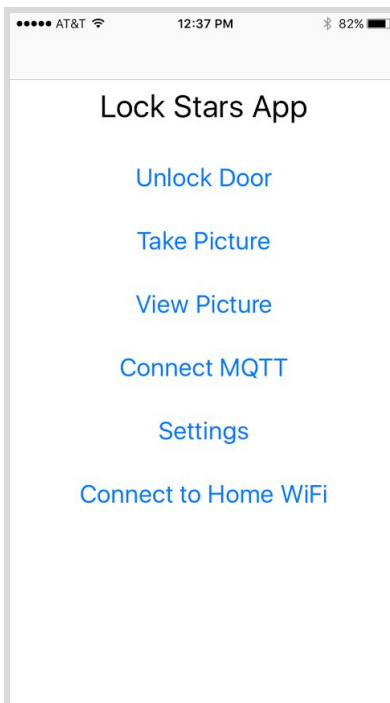 AT&T 12:37 PM 82%
Lock Stars App
Unlock Door
Take Picture
View Picture
Connect MQTT
Settings
Connect to Home WiFi